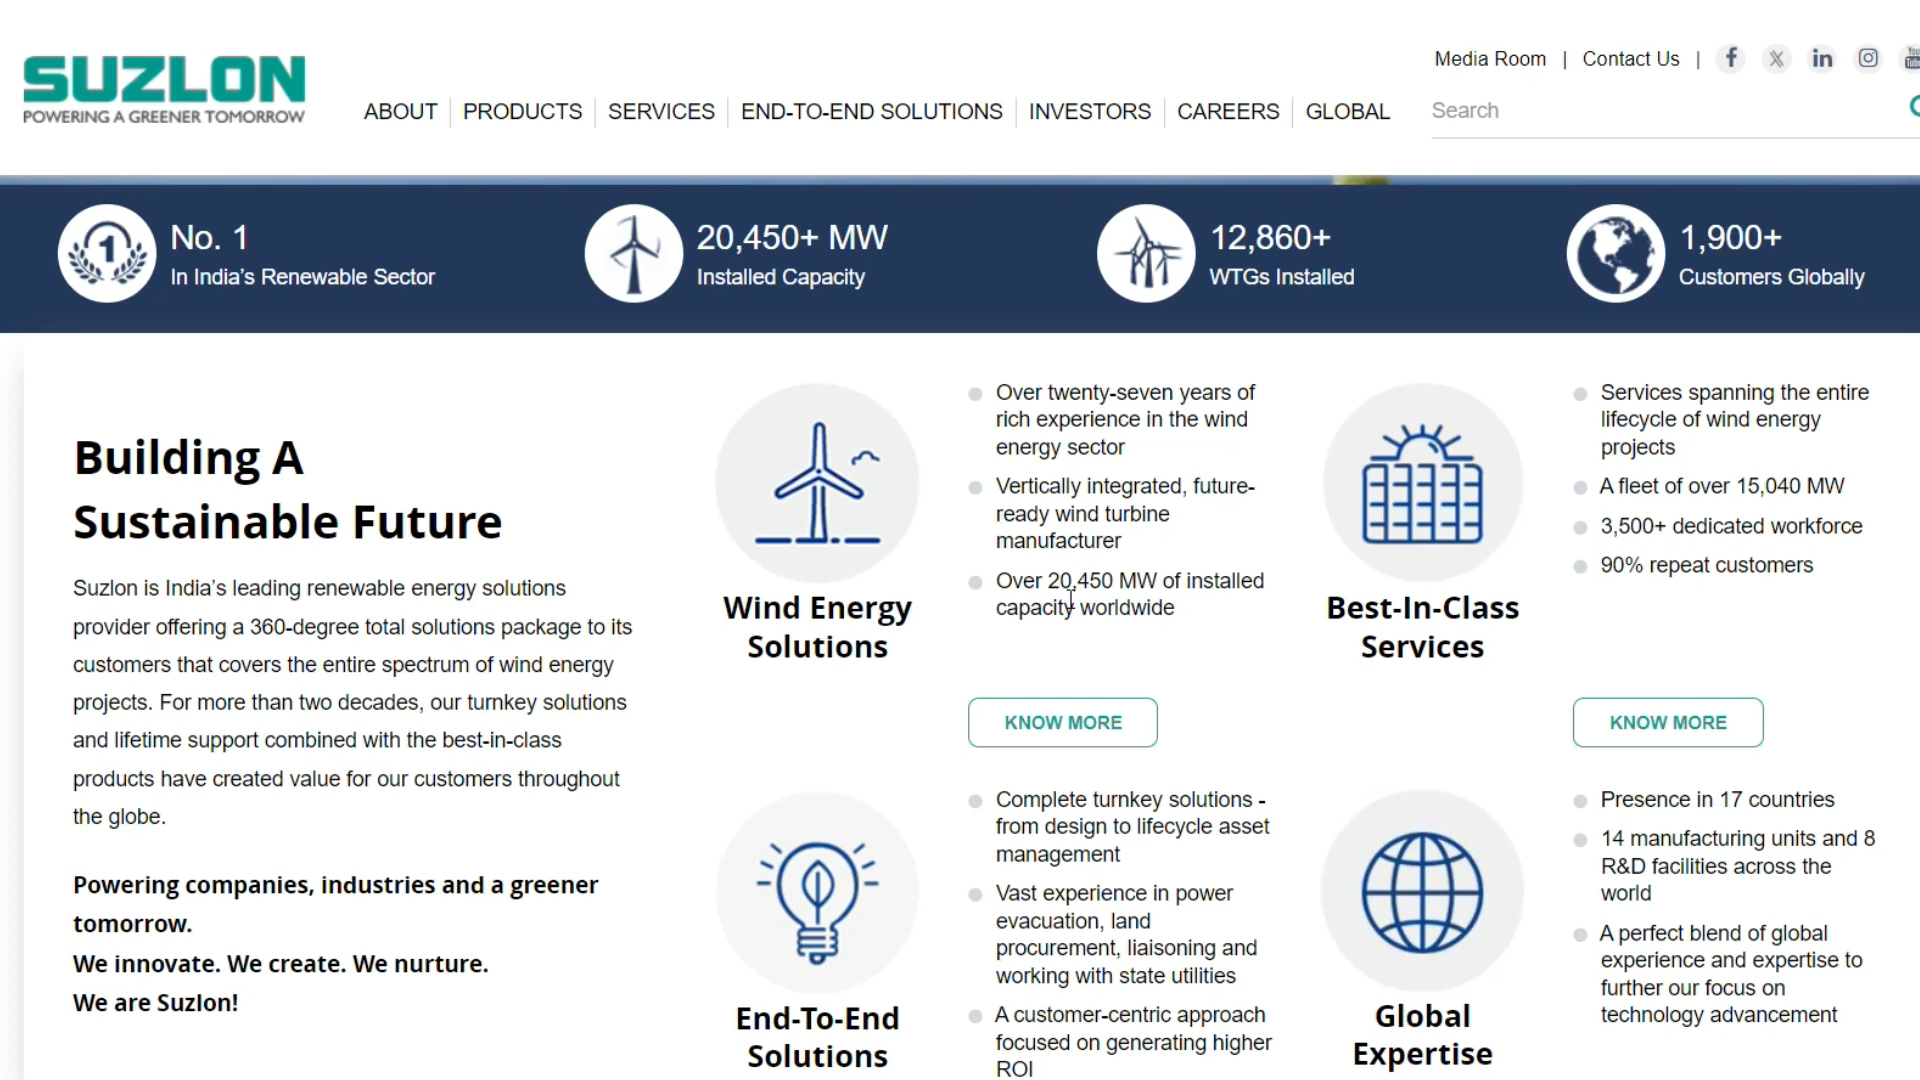 SUZLON
POWERING A GREENER TOMORROW
Media Room | Contact Us |
ABOUT
PRODUCTS
SERVICES
END-TO-END SOLUTIONS
INVESTORS
CAREERS
GLOBAL
Search
1
No. 1
In India's Renewable Sector
20,450+ MW
Installed Capacity
12,860+
WTGs Installed
1,900+
Customers Globally
Building A
Sustainable Future
Suzlon is India's leading renewable energy solutions
provider offering a 360-degree total solutions package to its
customers that covers the entire spectrum of wind energy
projects. For more than two decades, our turnkey solutions
and lifetime support combined with the best-in-class
products have created value for our customers throughout
the globe.
Powering companies, industries and a greener
tomorrow.
We innovate. We create. We nurture.
We are Suzlon!
Wind Energy
Solutions
Over twenty-seven years of
rich experience in the wind
energy sector
Vertically integrated, future-
ready wind turbine
manufacturer
Over 20,450 MW of installed
capacity worldwide
KNOW MORE
Best-In-Class
Services
Services spanning the entire
lifecycle of wind energy
projects
A fleet of over 15,040 MW
3,500+ dedicated workforce
90% repeat customers
KNOW MORE
End-To-End
Solutions
Complete turnkey solutions -
from design to lifecycle asset
management
Vast experience in power
evacuation, land
procurement, liaisoning and
working with state utilities
A customer-centric approach
focused on generating higher
ROI
Global
Expertise
Presence in 17 countries
14 manufacturing units and 8
R&D facilities across the
world
A perfect blend of global
experience and expertise to
further our focus on
technology advancement